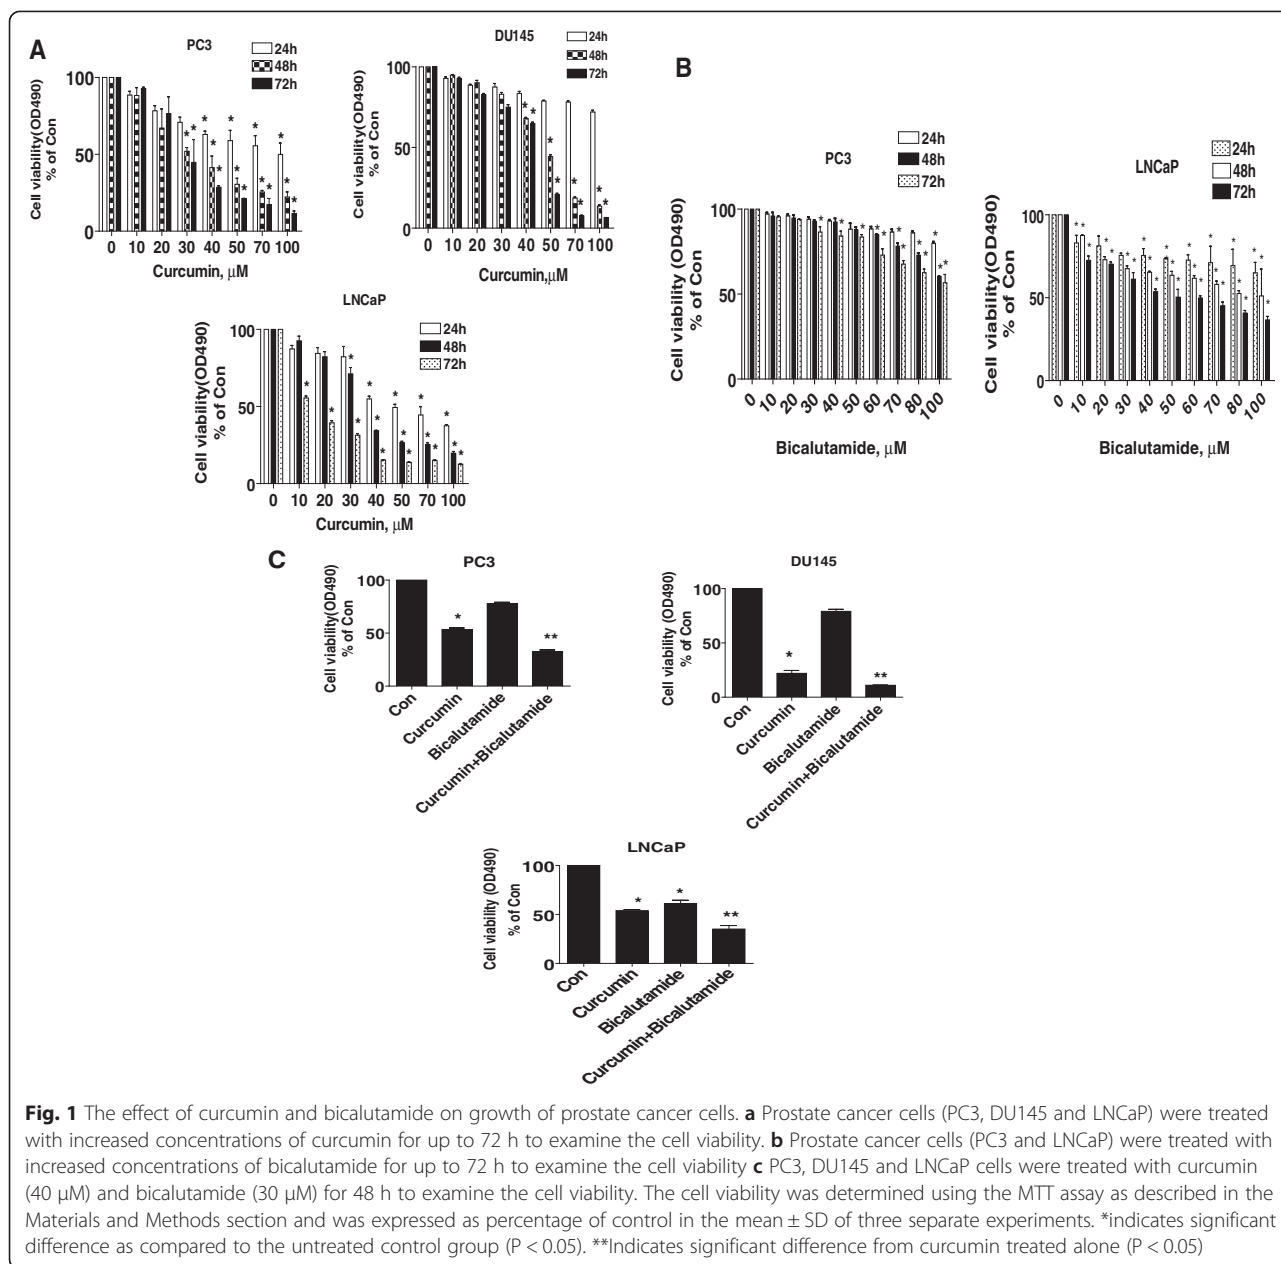 A
PC3
24h
48h
72h
Cell viability(OD490)
% of Con
100
50
0
0 10 20 30 40 50 70 100
Curcumin, μM
* * * * * * * * * * * * * *
DU145
24h
48h
72h
Cell viability(OD490)
% of Con
100
50
0
0 10 20 30 40 50 70 100
Curcumin,μM
* * * * * * * *
LNCaP
24h
48h
72h
Cell viability(OD490)
% of Con
100
50
0
0 10 20 30 40 50 70 100
Curcumin, μM
* * * * * * * * * * * * * * *
B
PC3
24h
48h
72h
Cell viability (OD490)
% of Con
100
50
0
0 10 20 30 40 50 60 70 80 100
Bicalutamide, μM
LNCaP
24h
48h
72h
Cell viability(OD490)
% of Con
100
50
0
0 10 20 30 40 50 60 70 80 100
Bicalutamide, μM
C
PC3
Cell viability(OD490)
% of Con
100
50
0
* **
Con
Curcumin
Bicalutamide
Curcumin+Bicalutamide
DU145
Cell viability (OD490)
% of Con
100
50
0
* **
Con
Curcumin
Bicalutamide
Curcumin+Bicalutamide
LNCaP
Cell viability (OD490)
% of Con
100
50
0
* * **
Con
Curcumin
Bicalutamide
Curcumin+Bicalutamide
Fig. 1 The effect of curcumin and bicalutamide on growth of prostate cancer cells. a Prostate cancer cells (PC3, DU145 and LNCaP) were treated
with increased concentrations of curcumin for up to 72 h to examine the cell viability. b Prostate cancer cells (PC3 and LNCaP) were treated with
increased concentrations of bicalutamide for up to 72 h to examine the cell viability c PC3, DU145 and LNCaP cells were treated with curcumin
(40 μM) and bicalutamide (30 μM) for 48 h to examine the cell viability. The cell viability was determined using the MTT assay as described in the
Materials and Methods section and was expressed as percentage of control in the mean ± SD of three separate experiments. *indicates significant
difference as compared to the untreated control group (P < 0.05). **Indicates significant difference from curcumin treated alone (P < 0.05)